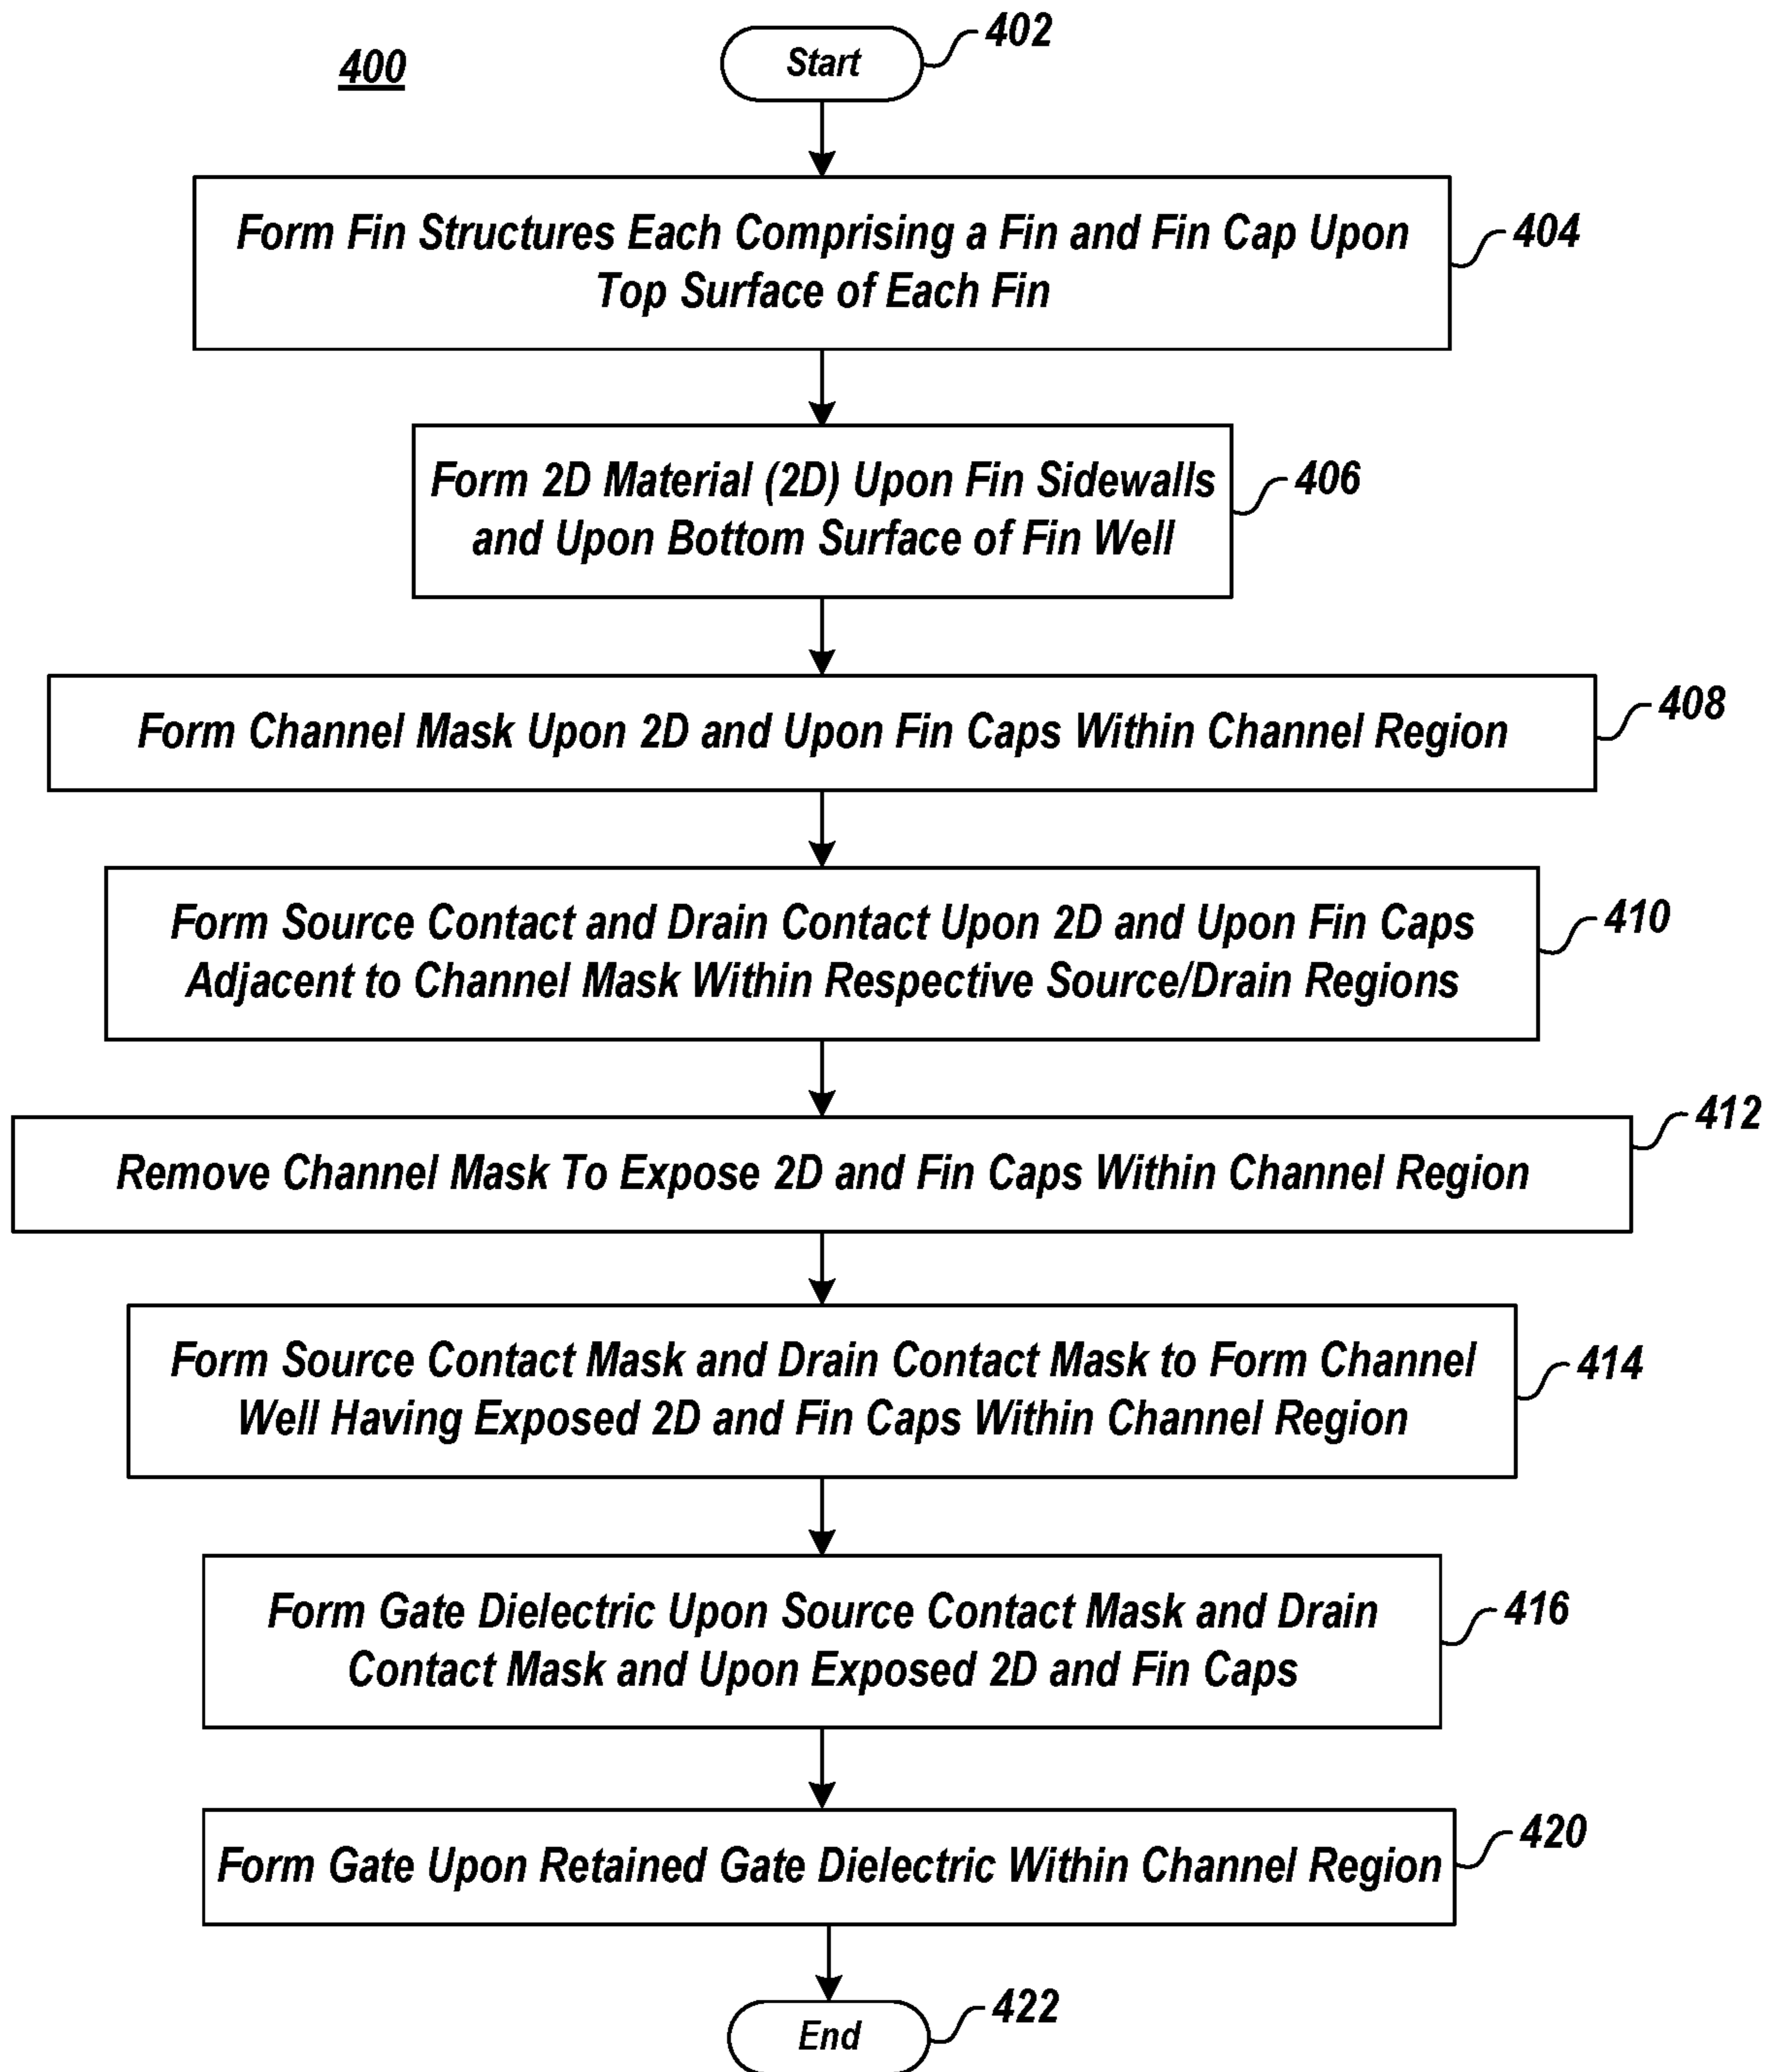 400
Start
402
Form Fin Structures Each Comprising a Fin and Fin Cap Upon
Top Surface of Each Fin
404
Form 2D Material (2D) Upon Fin Sidewalls
and Upon Bottom Surface of Fin Well
406
Form Channel Mask Upon 2D and Upon Fin Caps Within Channel Region
408
Form Source Contact and Drain Contact Upon 2D and Upon Fin Caps
Adjacent to Channel Mask Within Respective Source/Drain Regions
410
Remove Channel Mask To Expose 2D and Fin Caps Within Channel Region
412
Form Source Contact Mask and Drain Contact Mask to Form Channel
Well Having Exposed 2D and Fin Caps Within Channel Region
414
Form Gate Dielectric Upon Source Contact Mask and Drain
Contact Mask and Upon Exposed 2D and Fin Caps
416
Form Gate Upon Retained Gate Dielectric Within Channel Region
420
End
422